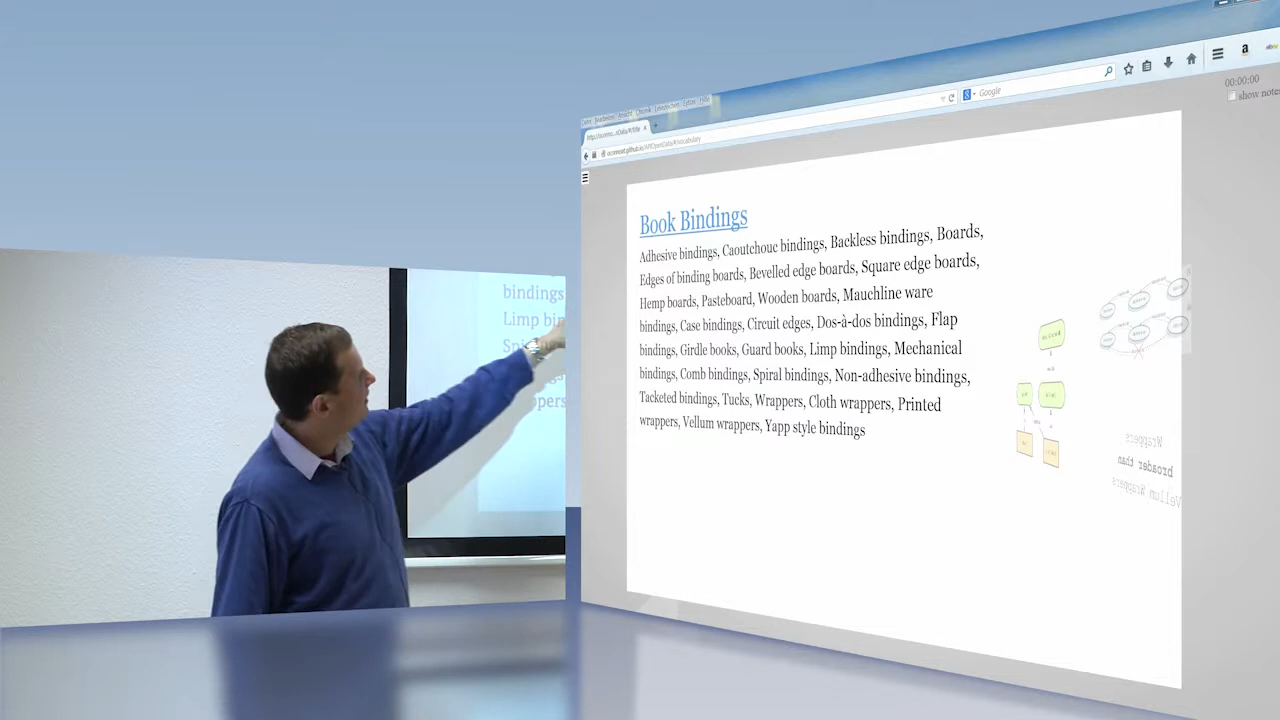 bindings
Limp bin
00:00:00
show notes
Google
a
Book Bindings
Adhesive bindings, Caoutchouc bindings, Backless bindings, Boards,
Edges of binding boards, Bevelled edge boards, Square edge boards,
Hemp boards, Pasteboard, Wooden boards, Mauchline ware
bindings, Case bindings, Circuit edges, Dos-à-dos bindings, Flap
bindings, Girdle books, Guard books, Limp bindings, Mechanical
bindings, Comb bindings, Spiral bindings, Non-adhesive bindings,
Tacketed bindings, Tucks, Wrappers, Cloth wrappers, Printed
wrappers, Vellum wrappers, Yapp style bindings
Wrappers
broader than
Vellum Wrappers